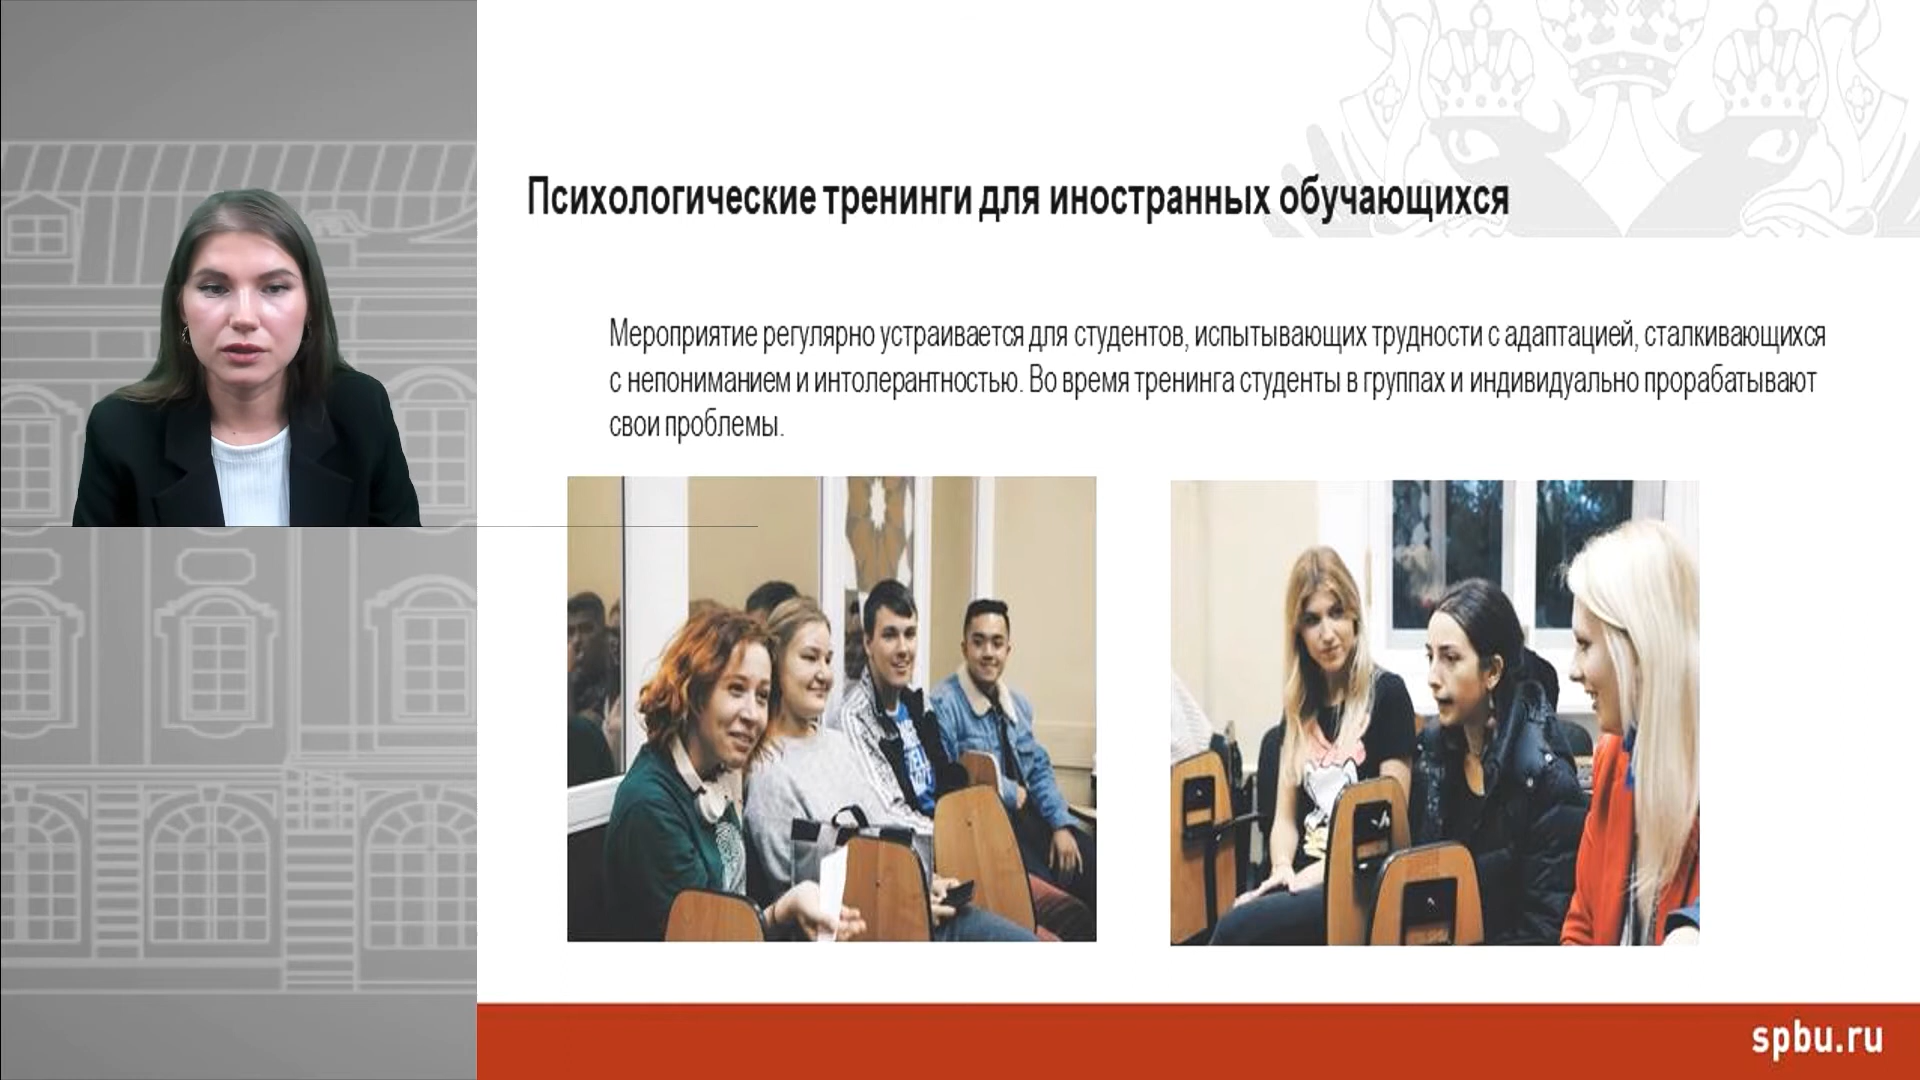 Психологические тренинги для иностранных обучающихся
Мероприятие регулярно устраивается для студентов, испытывающих трудности с адаптацией, сталкивающихся
с непониманием и интолерантностью. Во время тренинга студенты в группах и индивидуально прорабатывают
свои проблемы.
spbu.ru